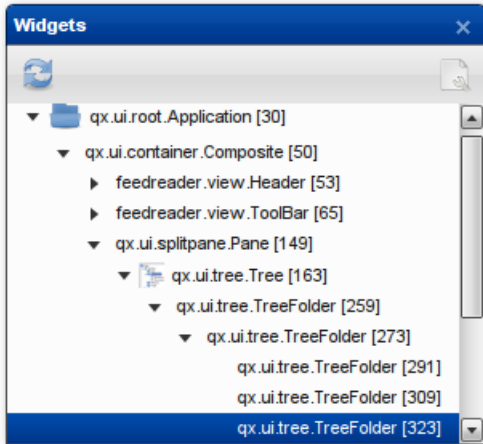 Widgets
qx.ui.root.Application [30]
qx.ui.container.Composite [50]
feedreader.view.Header [53]
feedreader.view.ToolBar [65]
qx.ui.splitpane.Pane [149]
qx.ui.tree.Tree [163]
qx.ui.tree.TreeFolder [259]
qx.ui.tree.TreeFolder [273]
qx.ui.tree.TreeFolder [291]
qx.ui.tree.TreeFolder [309]
qx.ui.tree.TreeFolder [323]